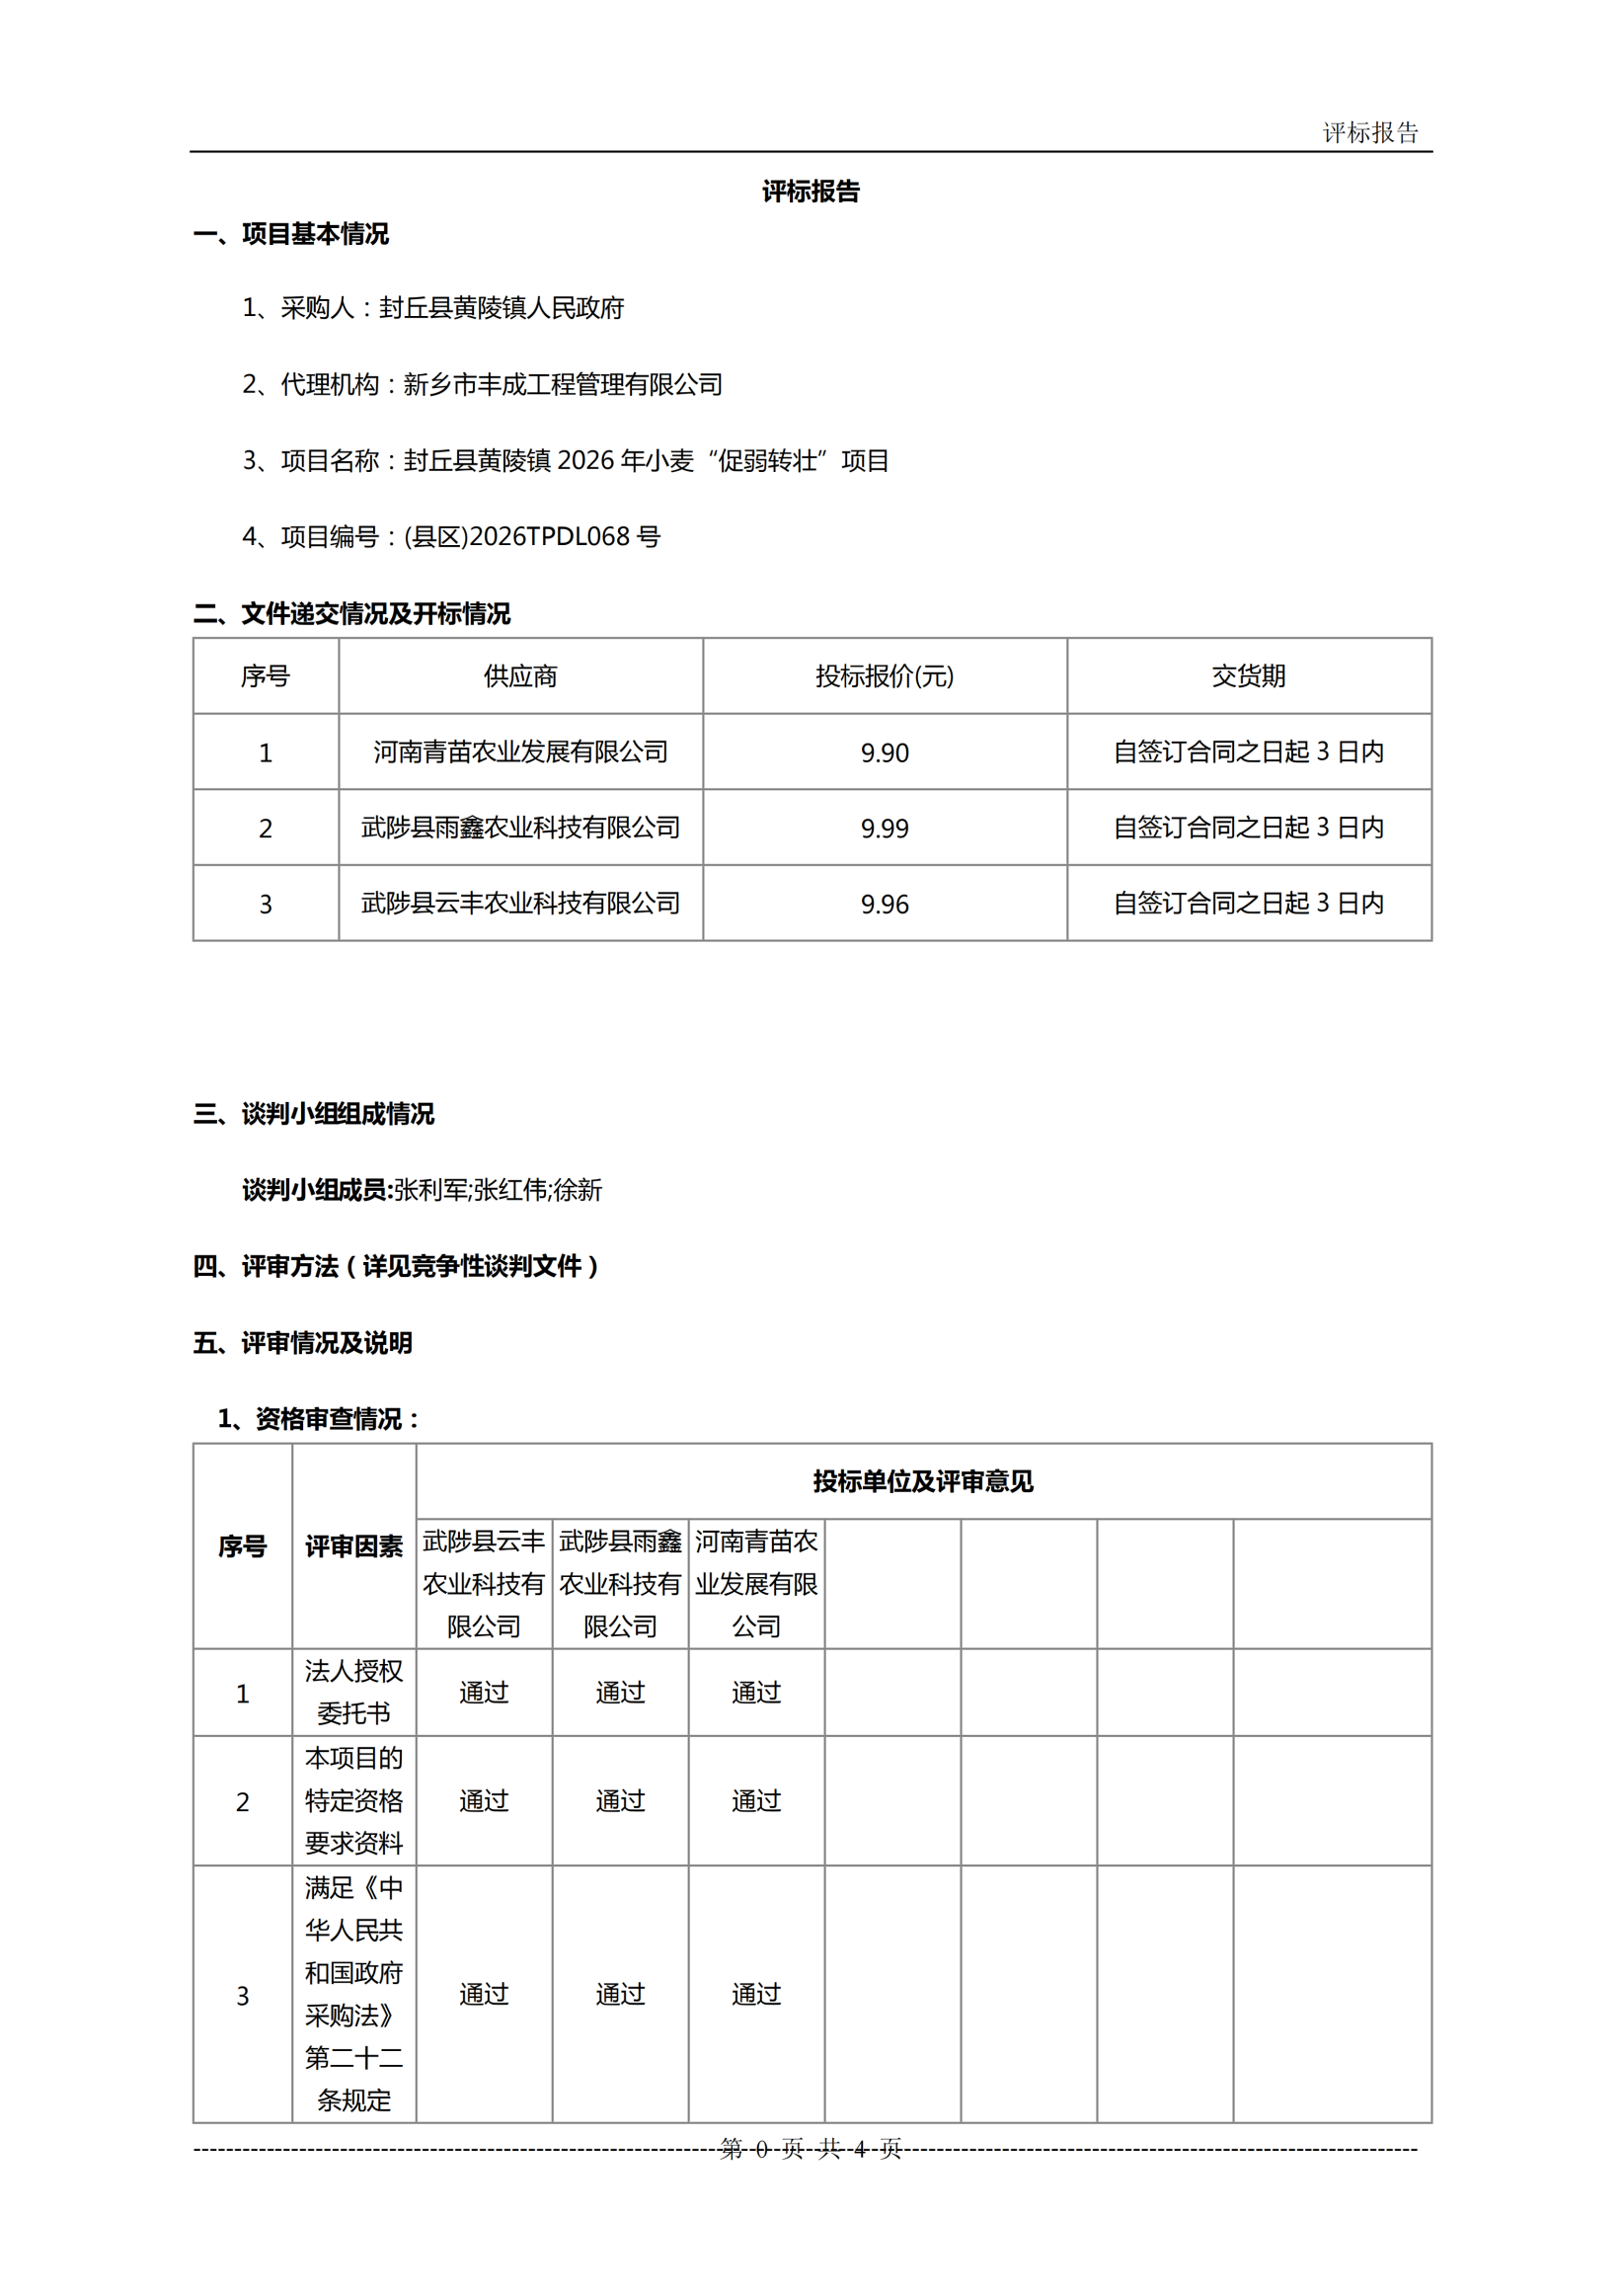 评标报告
评标报告
一、项目基本情况
1、采购人：封丘县黄陵镇人民政府
2、代理机构：新乡市丰成工程管理有限公司
3、项目名称：封丘县黄陵镇 2026 年小麦“促弱转壮”项目
4、项目编号：(县区)2026TPDL068 号
二、文件递交情况及开标情况
序号 供应商 投标报价(元) 交货期
1 河南青苗农业发展有限公司 9.90 自签订合同之日起 3 日内
2 武陟县雨鑫农业科技有限公司 9.99 自签订合同之日起 3 日内
3 武陟县云丰农业科技有限公司 9.96 自签订合同之日起 3 日内
三、谈判小组组成情况
谈判小组成员:张利军;张红伟;徐新
四、评审方法（详见竞争性谈判文件）
五、评审情况及说明
1、资格审查情况：
序号 评审因素 投标单位及评审意见
武陟县云丰 武陟县雨鑫 河南青苗农
农业科技有 农业科技有 业发展有限
限公司 限公司 公司
1 法人授权 通过 通过 通过
委托书
本项目的
2 特定资格 通过 通过 通过
要求资料
满足《中
华人民共
和国政府
3 采购法》 通过 通过 通过
第二十二
条规定
第 0 页 共 4 页